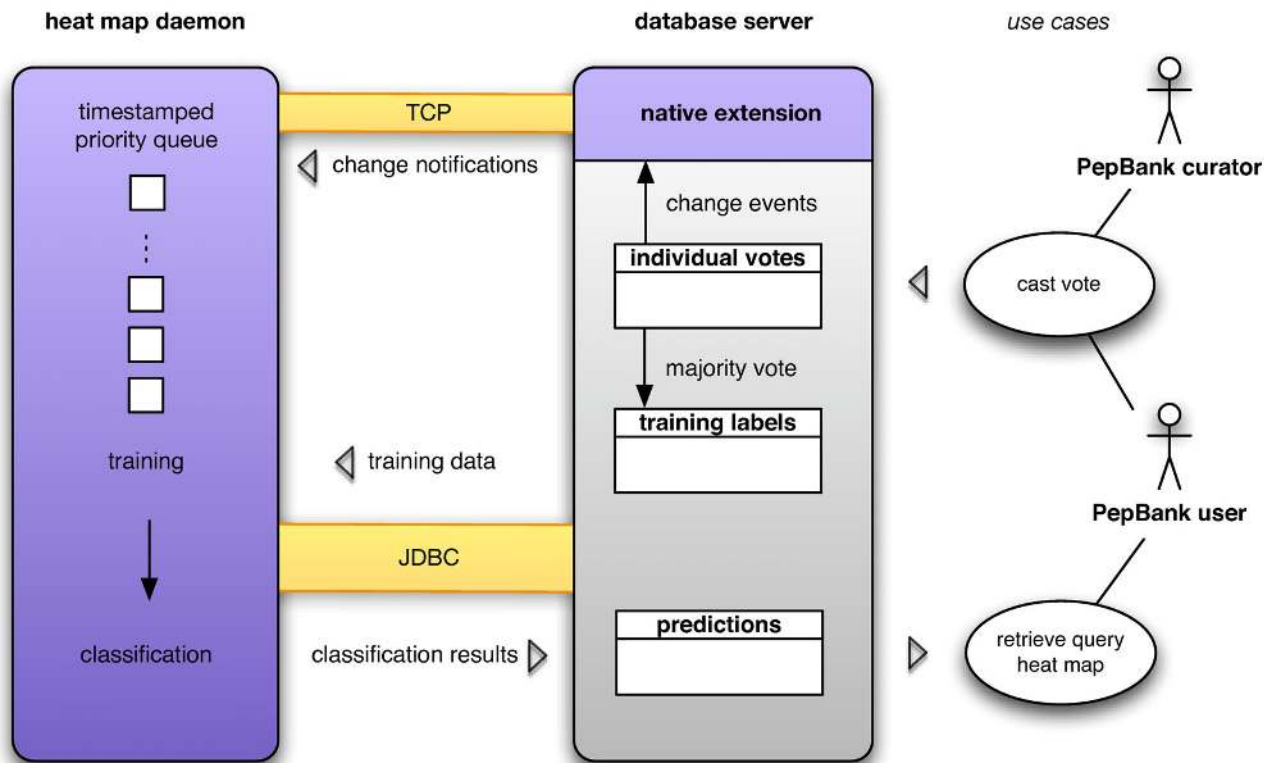 heat map daemon
database server
use cases
timestamped
priority queue
TCP
native extension
change notifications
PepBank curator
change events
individual votes
cast vote
majority vote
training labels
training
training data
PepBank user
JDBC
predictions
classification
classification results
retrieve query
heat map